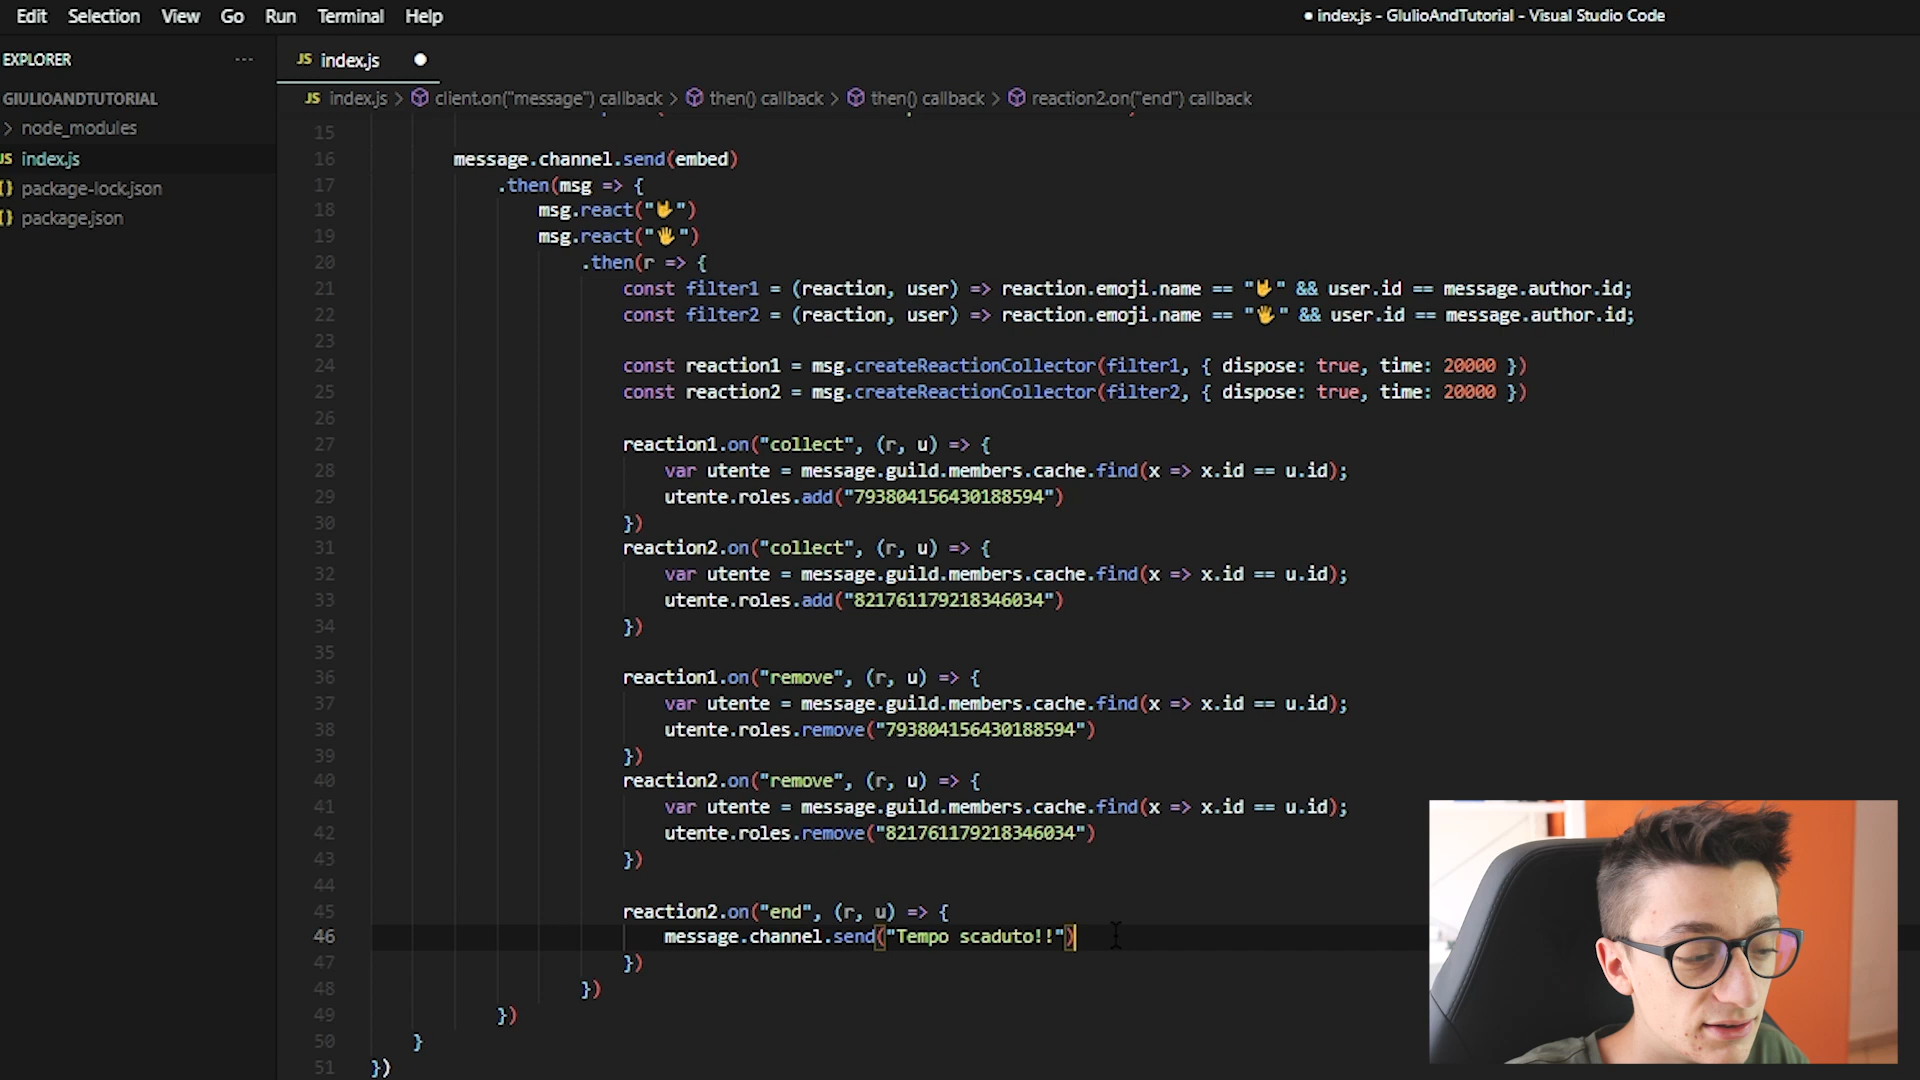 Edit Selection View Go Run Terminal Help
● index.js - GIulioAndTutorial - Visual Studio Code
EXPLORER ···
JS index.js ●
GIULIOANDTUTORIAL
JS index.js > client.on("message") callback > then() callback > then() callback > reaction2.on("end") callback
> node_modules
JS index.js
{} package-lock.json
{} package.json
15
16 message.channel.send(embed)
17 .then(msg => {
18 msg.react("🤟")
19 msg.react("🖐")
20 .then(r => {
21 const filter1 = (reaction, user) => reaction.emoji.name == "🤟" && user.id == message.author.id;
22 const filter2 = (reaction, user) => reaction.emoji.name == "🖐" && user.id == message.author.id;
23
24 const reaction1 = msg.createReactionCollector(filter1, { dispose: true, time: 20000 })
25 const reaction2 = msg.createReactionCollector(filter2, { dispose: true, time: 20000 })
26
27 reaction1.on("collect", (r, u) => {
28 var utente = message.guild.members.cache.find(x => x.id == u.id);
29 utente.roles.add("793804156430188594")
30 })
31 reaction2.on("collect", (r, u) => {
32 var utente = message.guild.members.cache.find(x => x.id == u.id);
33 utente.roles.add("821761179218346034")
34 })
35
36 reaction1.on("remove", (r, u) => {
37 var utente = message.guild.members.cache.find(x => x.id == u.id);
38 utente.roles.remove("793804156430188594")
39 })
40 reaction2.on("remove", (r, u) => {
41 var utente = message.guild.members.cache.find(x => x.id == u.id);
42 utente.roles.remove("821761179218346034")
43 })
44
45 reaction2.on("end", (r, u) => {
46 message.channel.send("Tempo scaduto!!")
47 })
48 })
49 })
50 }
51 })